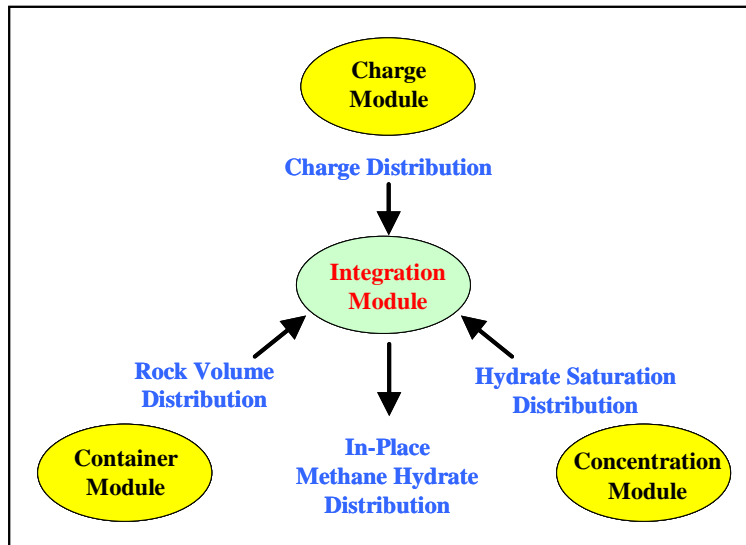 Charge
Module
Charge Distribution
Integration
Module
Rock Volume
Distribution
Hydrate Saturation
Distribution
Container
Module
In-Place
Methane Hydrate
Distribution
Concentration
Module